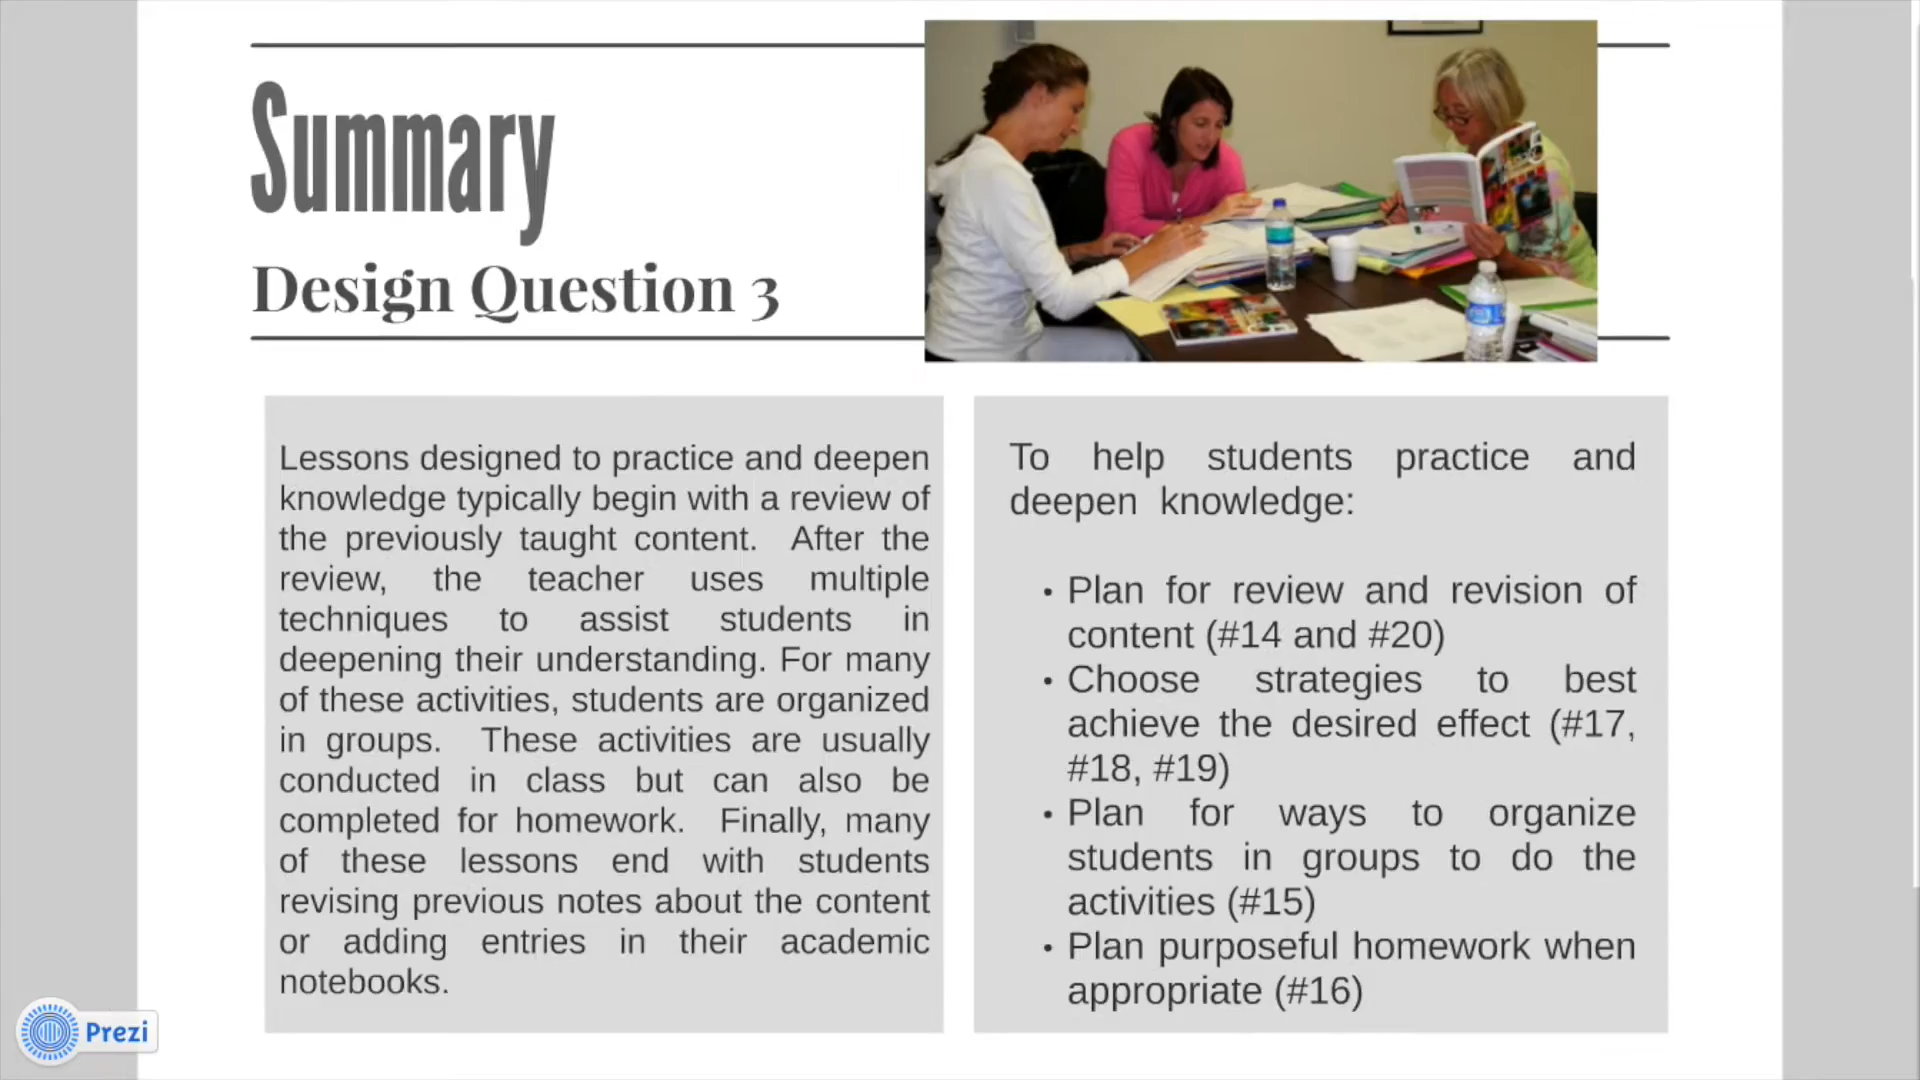 Summary
Design Question 3
Lessons designed to practice and deepen
knowledge typically begin with a review of
the previously taught content.  After the
review, the teacher uses multiple
techniques to assist students in
deepening their understanding. For many
of these activities, students are organized
in groups.  These activities are usually
conducted in class but can also be
completed for homework.  Finally, many
of these lessons end with students
revising previous notes about the content
or adding entries in their academic
notebooks.
To help students practice and
deepen knowledge:
• Plan for review and revision of
content (#14 and #20)
• Choose strategies to best
achieve the desired effect (#17,
#18, #19)
• Plan for ways to organize
students in groups to do the
activities (#15)
• Plan purposeful homework when
appropriate (#16)
Prezi